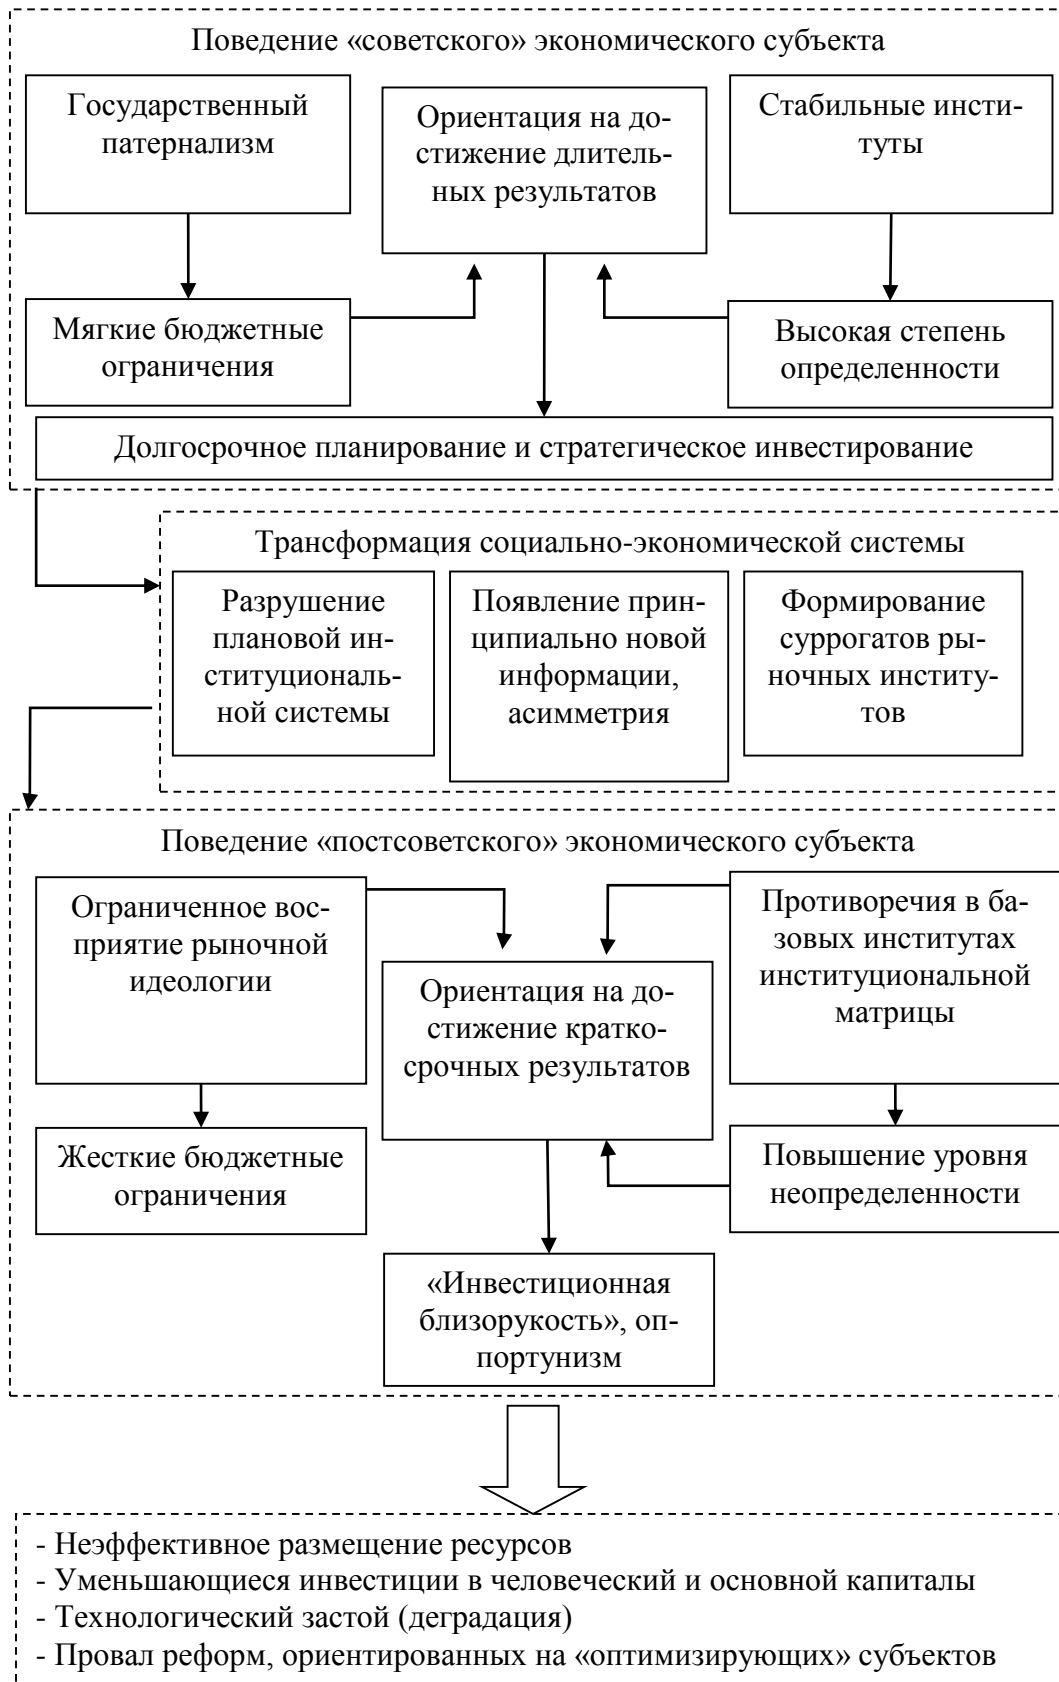 Поведение «советского» экономического субъекта
Государственный
патернализм
Ориентация на до-
стижение длитель-
ных результатов
Стабильные инсти-
туты
Мягкие бюджетные
ограничения
Высокая степень
определенности
Долгосрочное планирование и стратегическое инвестирование
Трансформация социально-экономической системы
Разрушение
плановой ин-
ституциональ-
ной системы
Появление прин-
ципиально новой
информации,
асимметрия
Формирование
суррогатов ры-
ночных институ-
тов
Поведение «постсоветского» экономического субъекта
Ограниченное вос-
приятие рыночной
идеологии
Ориентация на до-
стижение кратко-
срочных результатов
Противоречия в ба-
зовых институтах
институциональной
матрицы
Жесткие бюджетные
ограничения
Повышение уровня
неопределенности
«Инвестиционная
близорукость», оп-
портунизм
- Неэффективное размещение ресурсов
- Уменьшающиеся инвестиции в человеческий и основной капиталы
- Технологический застой (деградация)
- Провал реформ, ориентированных на «оптимизирующих» субъектов